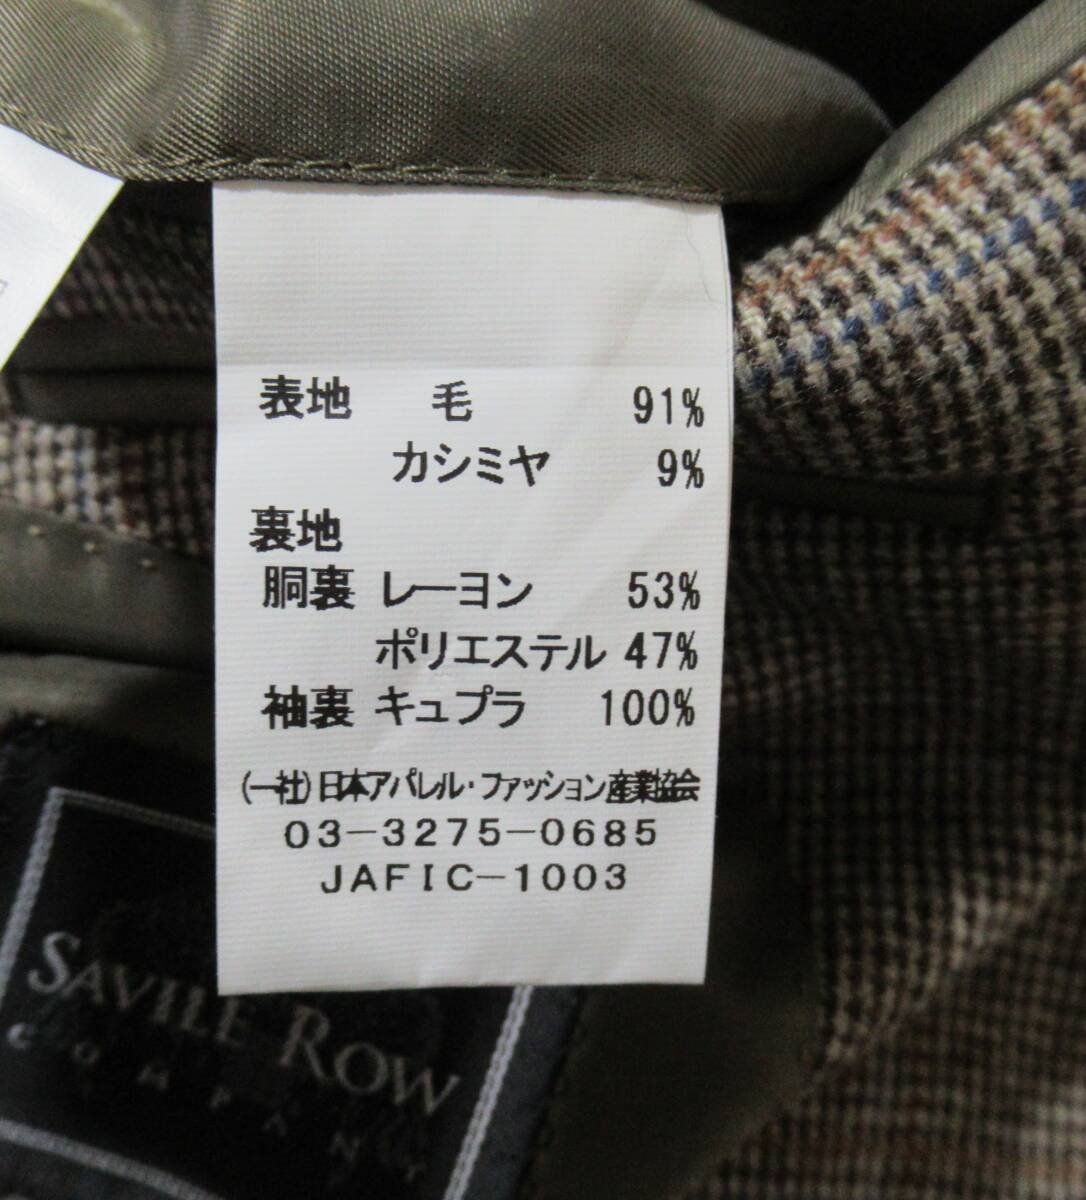 表地 毛 91%
カシミヤ 9%
裏地
胴裏 レーヨン 53%
ポリエステル 47%
袖裏 キュプラ 100%
(一社)日本アパレル・ファッション産業協会
03-3275-0685
JAFIC-1003
SAVILE ROW
COMPANY